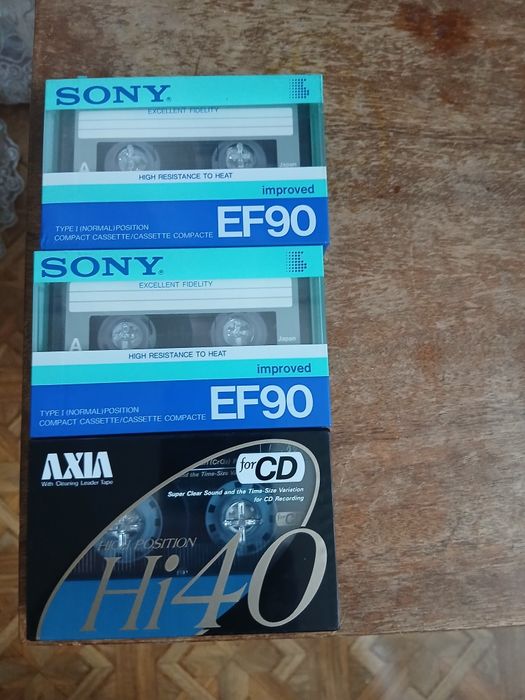 SONY®
EXCELLENT FIDELITY
A
Japan
HIGH RESISTANCE TO HEAT
improved
TYPE I (NORMAL) POSITION
COMPACT CASSETTE/CASSETTE COMPACTE
EF90
SONY®
EXCELLENT FIDELITY
A
Japan
HIGH RESISTANCE TO HEAT
improved
TYPE I (NORMAL) POSITION
COMPACT CASSETTE/CASSETTE COMPACTE
EF90
AXIA
With Cleaning Leader Tape
for CD
Super Clear Sound and the Time-Size Variation
for CD Recording
HIGH POSITION
Hi40